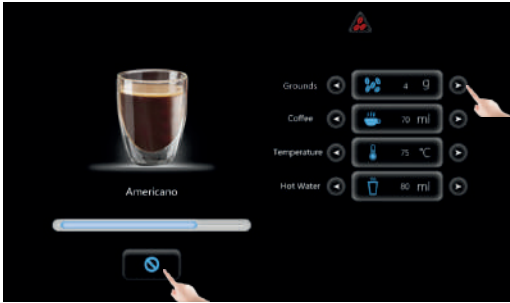 Grounds 4 g
Coffee 70 ml
Temperature 75 °C
Hot Water 80 ml
Americano